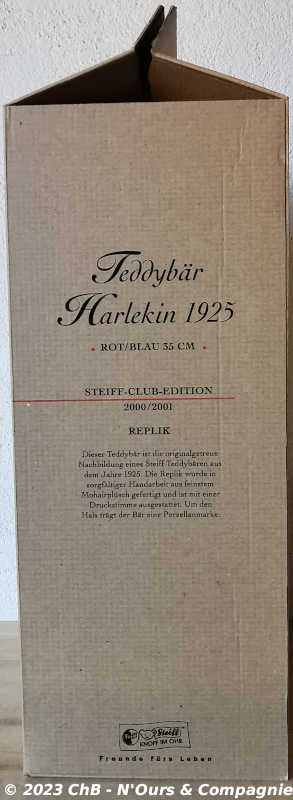 Teddybär
Harlekin 1925
• ROT/BLAU 35 CM •
STEIFF-CLUB-EDITION
2000/2001
REPLIK
Dieser Teddybär ist die originalgetreue
Nachbildung eines Steiff Teddybären aus
dem Jahre 1925. Die Replik wurde in
sorgfältiger Handarbeit aus feinstem
Mohairplüsch gefertigt und ist mit einer
Druckstimme ausgestattet. Um den
Hals trägt der Bär eine Porzellanmarke.
Steiff Steiff
KNOPF IM OHR
Freunde fürs Leben
© 2023 ChB - N'Ours & Compagnie